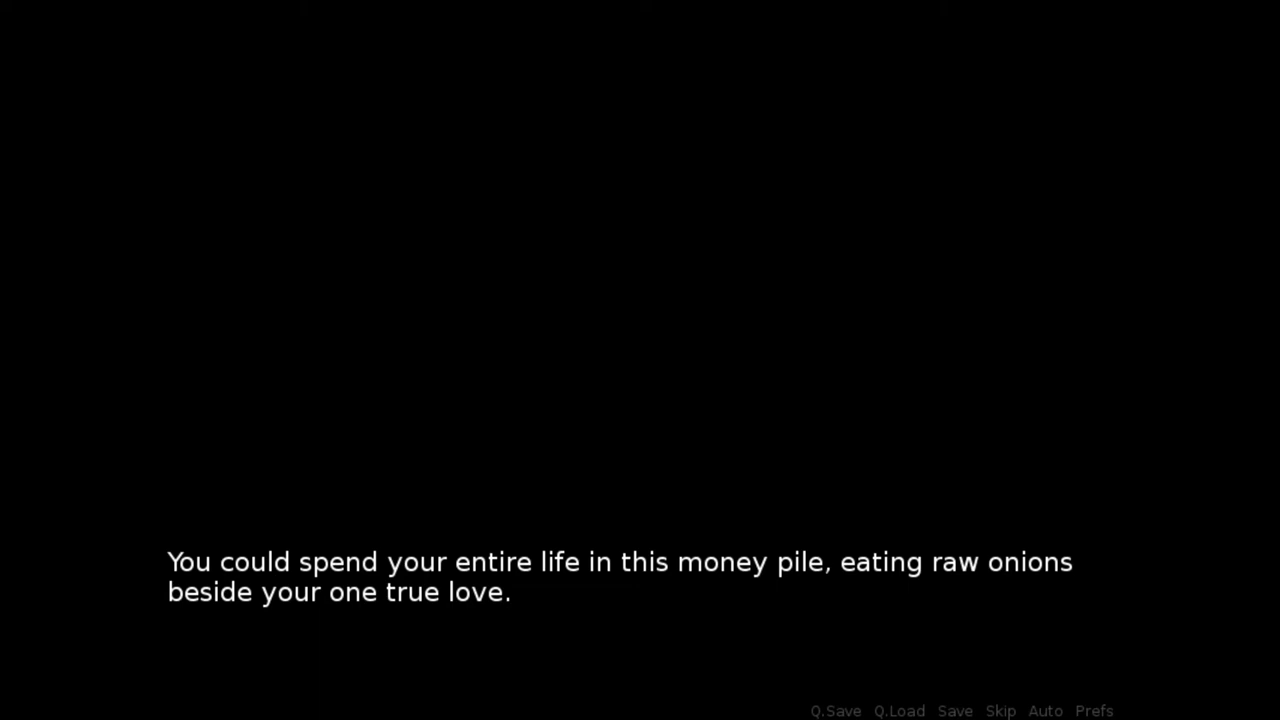 You could spend your entire life in this money pile, eating raw onions
beside your one true love.
Q.Save Q.Load Save Skip Auto Prefs